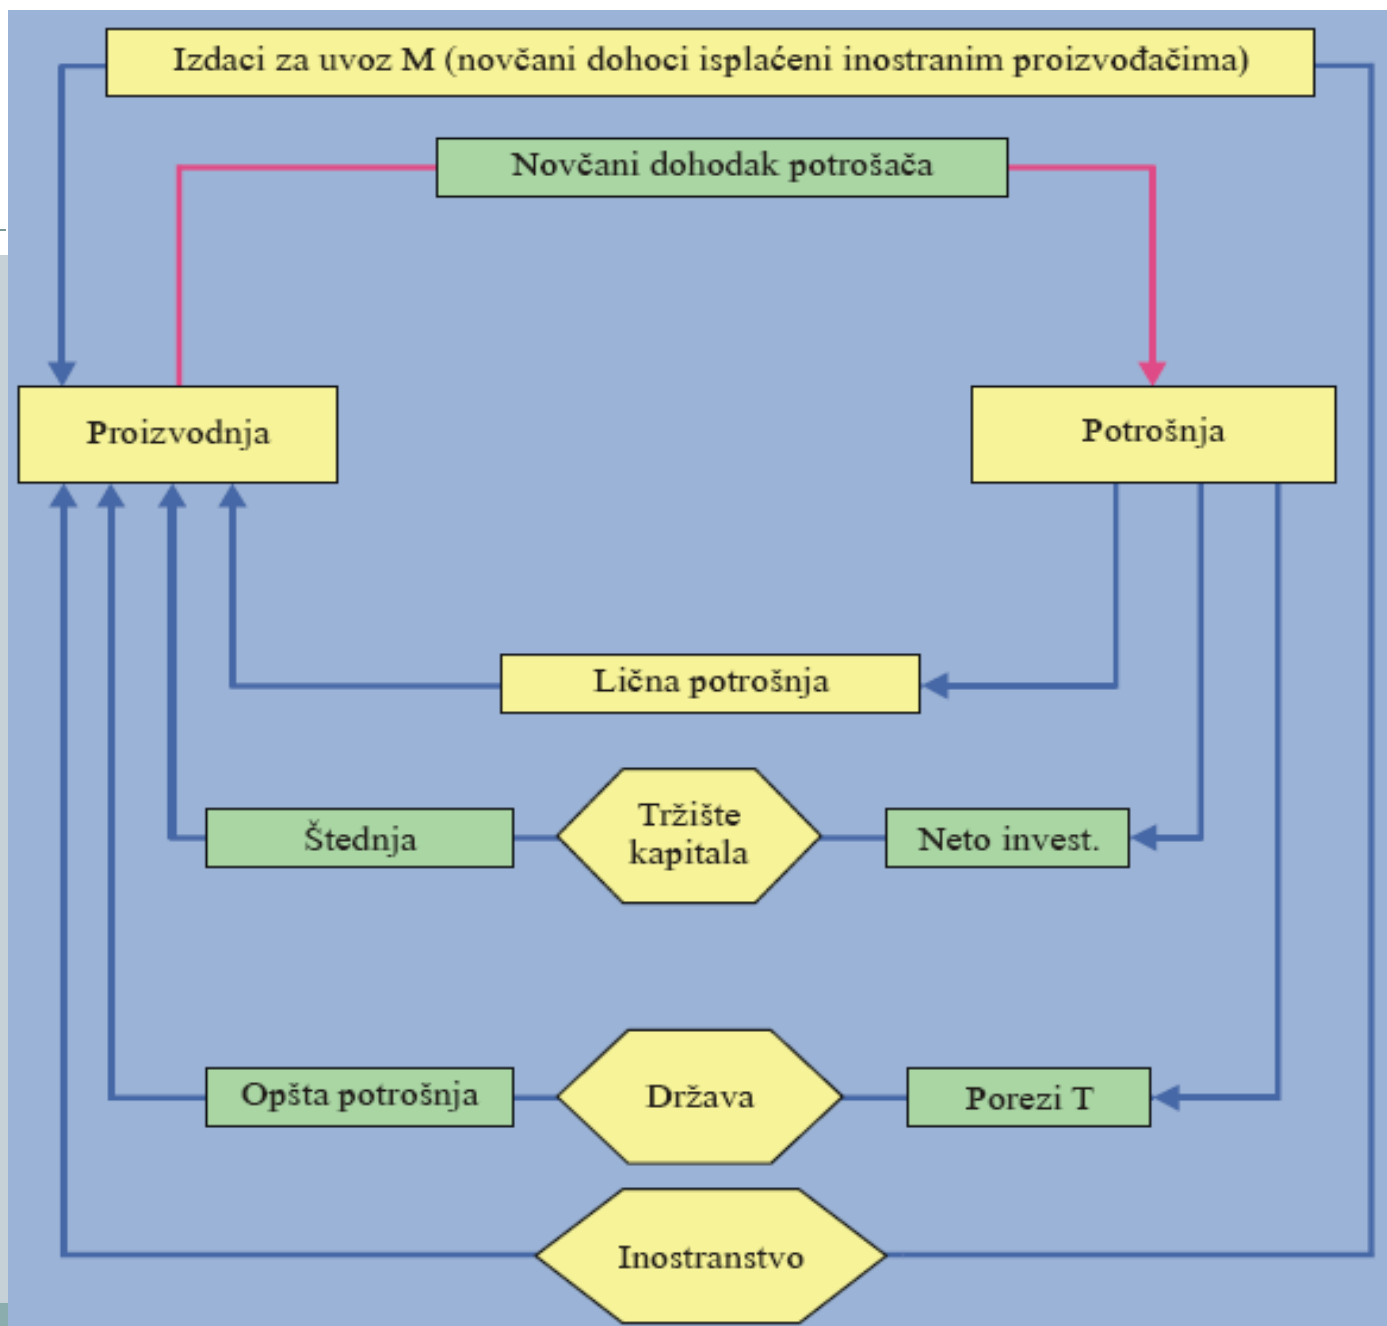 Izdaci za uvoz M (novčani dohoci isplaćeni inostranim proizvođačima)
Novčani dohodak potrošača
Proizvodnja
Potrošnja
Lična potrošnja
Štednja
Tržište
kapitala
Neto invest.
Opšta potrošnja
Država
Porezi T
Inostranstvo